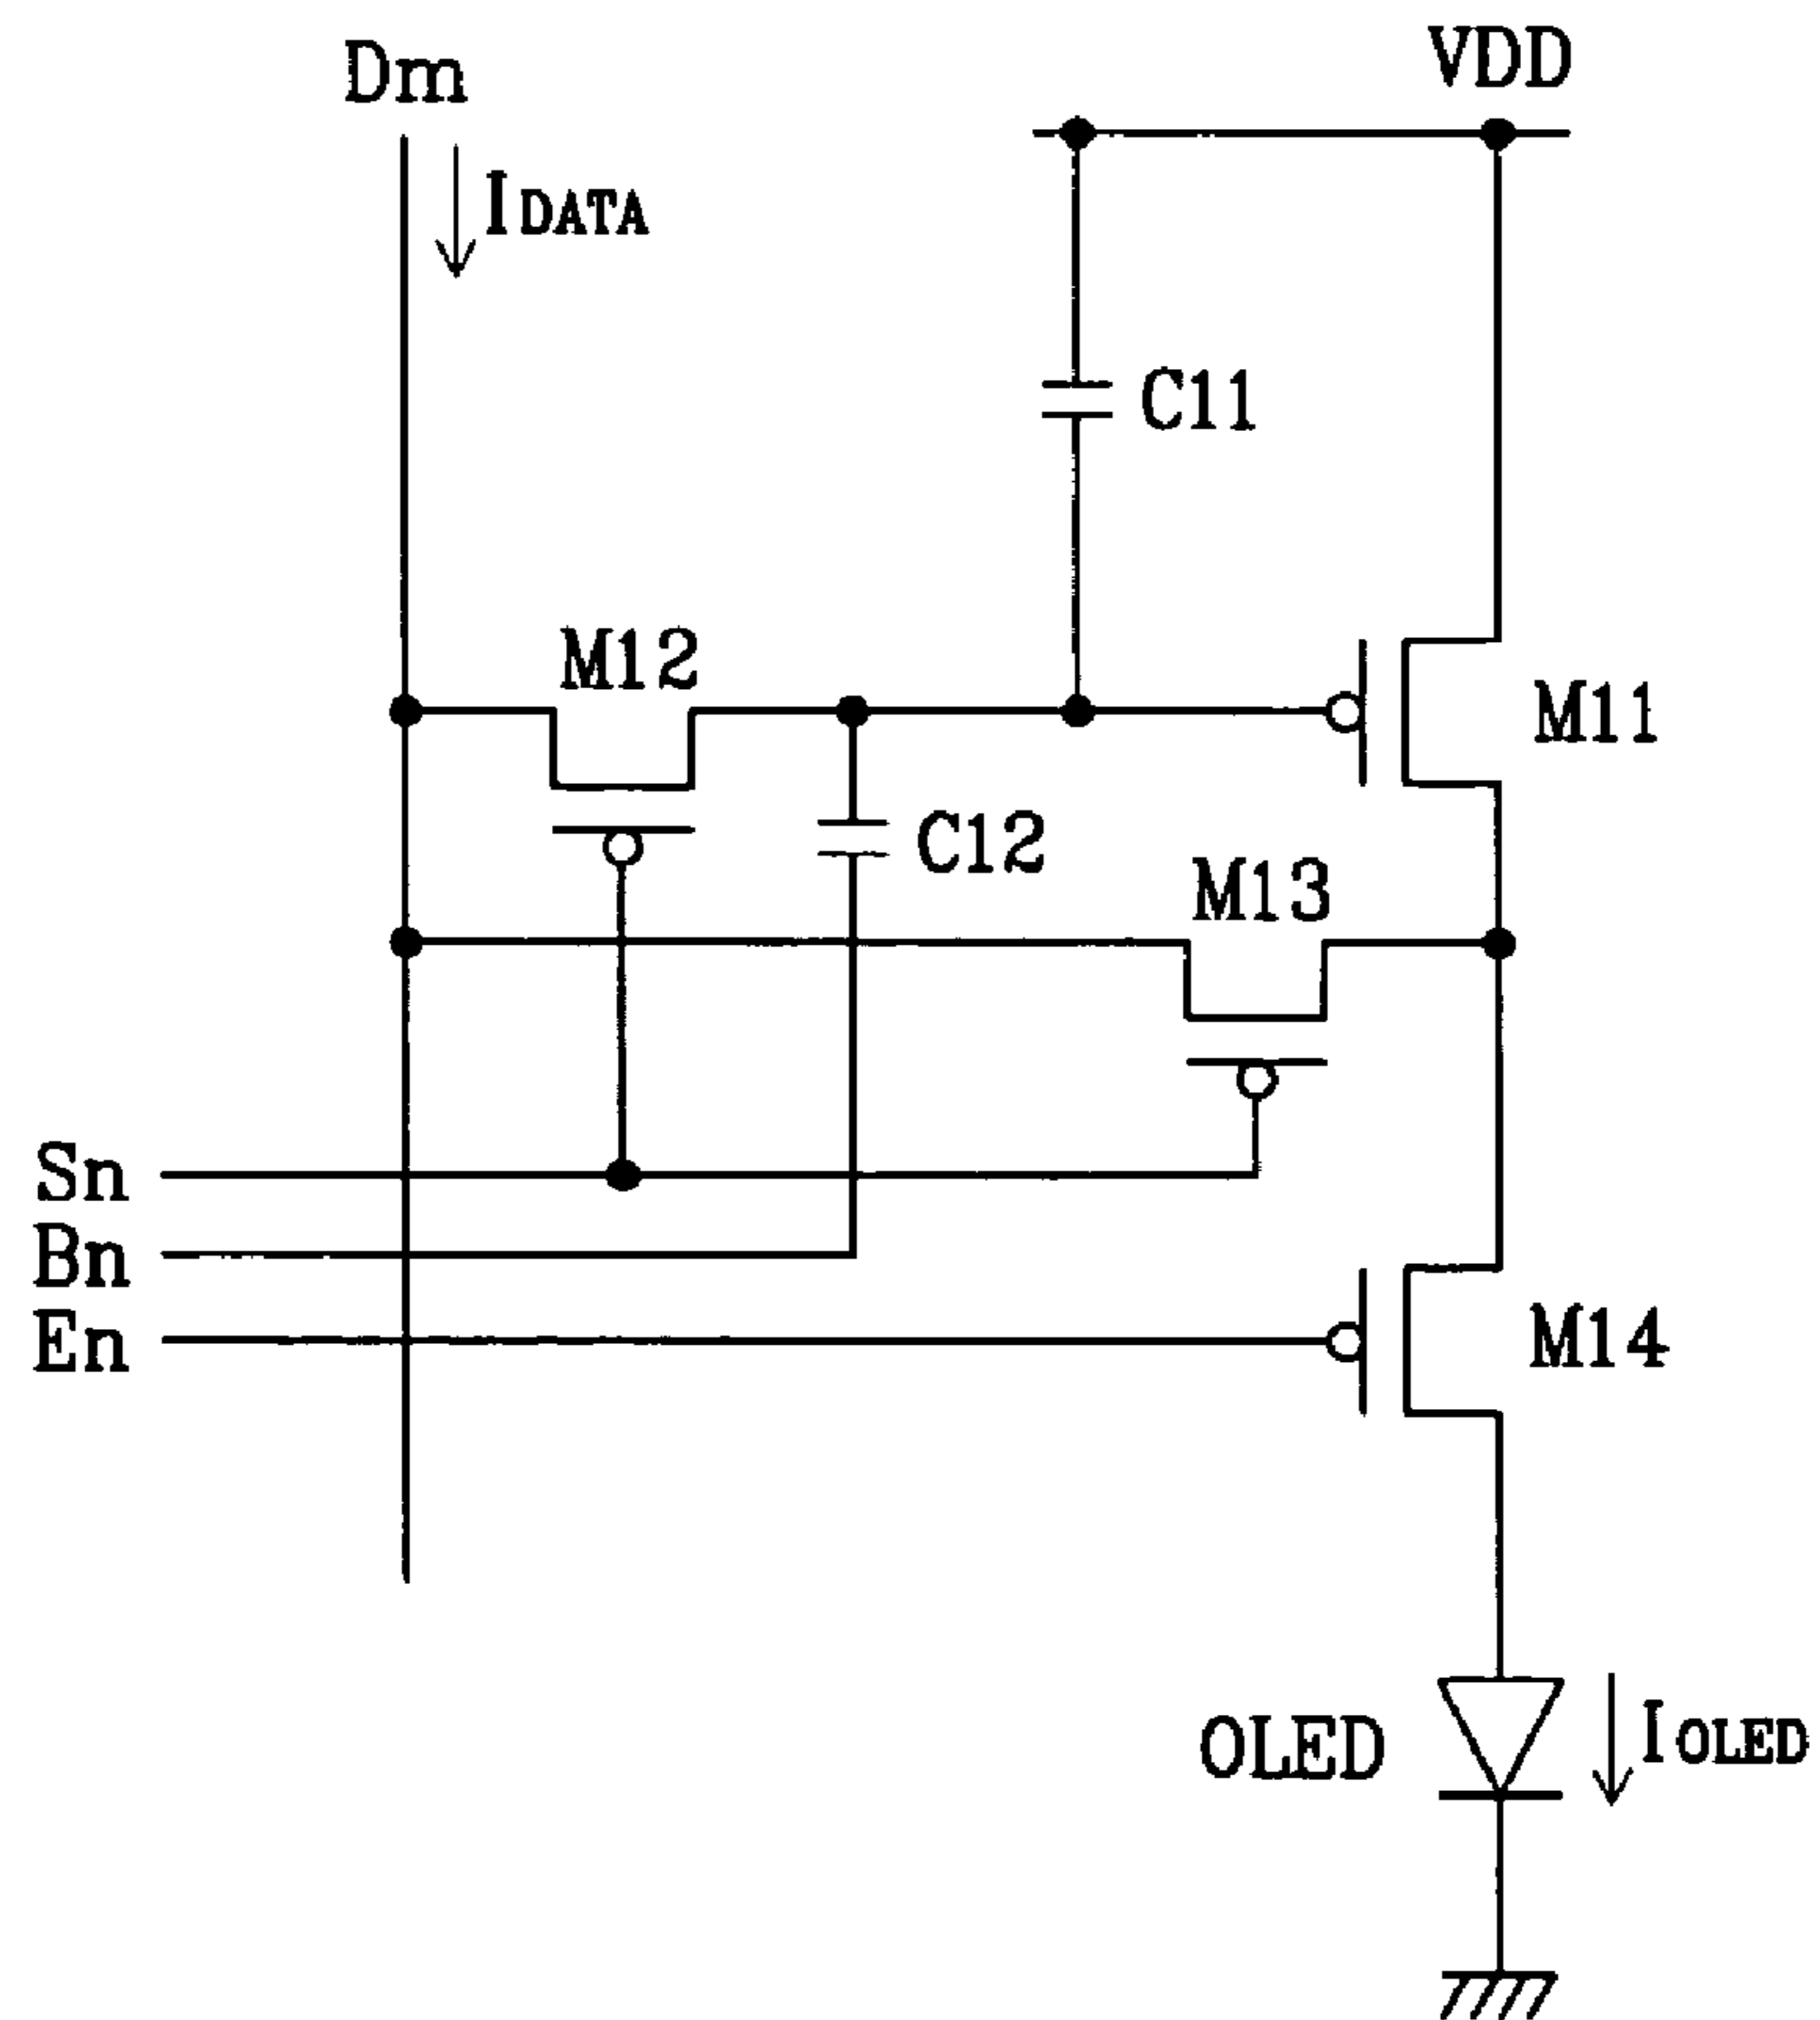 Dm
VDD
IDATA
C11
M12
M11
C12
M13
Sn
Bn
En
M14
OLED
IOLED